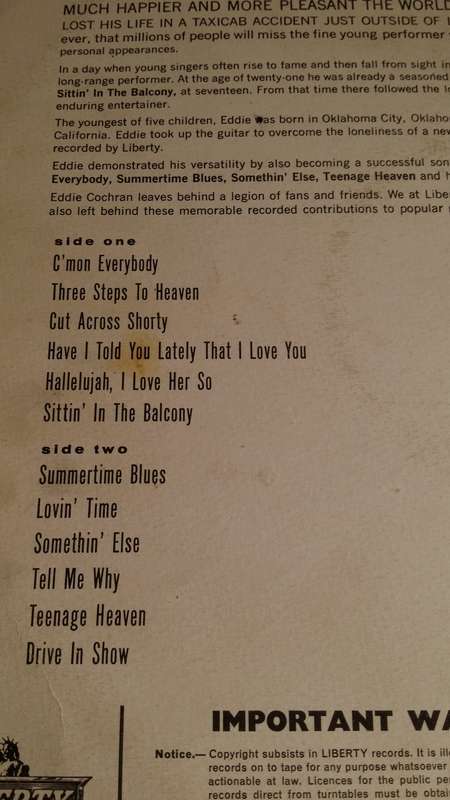 MUCH HAPPIER AND MORE PLEASANT THE WORLD
LOST HIS LIFE IN A TAXICAB ACCIDENT JUST OUTSIDE OF
ever, that millions of people will miss the fine young performer
personal appearances.
In a day when young singers often rise to fame and then fall from sight in
long-range performer. At the age of twenty-one he was already a seasoned
Sittin' In The Balcony, at seventeen. From that time there followed the
enduring entertainer.
The youngest of five children, Eddie was born in Oklahoma City,
California. Eddie took up the guitar to overcome the loneliness of a
recorded by Liberty.
Eddie demonstrated his versatility by also becoming a successful
Everybody, Summertime Blues, Somethin' Else, Teenage Heaven and
Eddie Cochran leaves behind a legion of fans and friends. We at
also left behind these memorable recorded contributions to popular
side one
C'mon Everybody
Three Steps To Heaven
Cut Across Shorty
Have I Told You Lately That I Love You
Hallelujah, I Love Her So
Sittin' In The Balcony
side two
Summertime Blues
Lovin' Time
Somethin' Else
Tell Me Why
Teenage Heaven
Drive In Show
IMPORTANT
Notice.— Copyright subsists in LIBERTY records. It is
records on to tape for any purpose whatsoever
actionable at law. Licences for the public
records direct from turntables must be